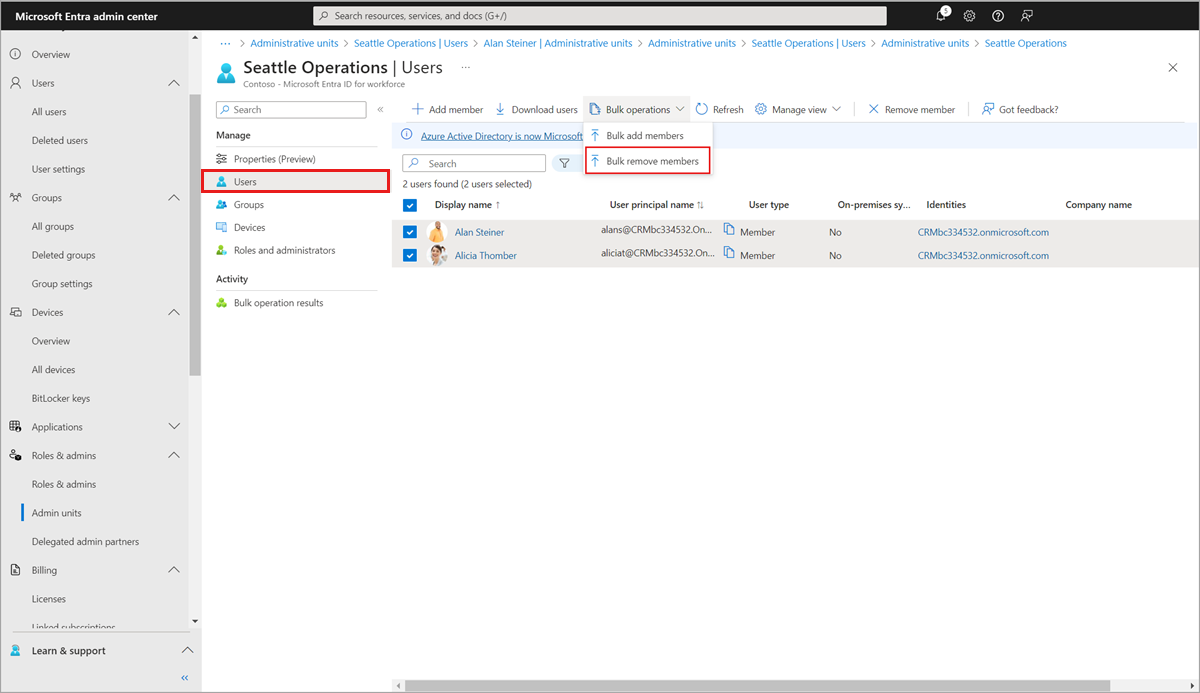 Microsoft Entra admin center
Search resources, services, and docs (G+/)
5
Overview
Users
All users
Deleted users
User settings
Groups
All groups
Deleted groups
Group settings
Devices
Overview
All devices
BitLocker keys
Applications
Roles & admins
Roles & admins
Admin units
Delegated admin partners
Billing
Licenses
Linked subscriptions
Learn & support
... > Administrative units > Seattle Operations | Users > Alan Steiner | Administrative units > Administrative units > Seattle Operations | Users > Administrative units > Seattle Operations
Seattle Operations | Users ...
Contoso - Microsoft Entra ID for workforce
Search
Manage
Properties (Preview)
Users
Groups
Devices
Roles and administrators
Activity
Bulk operation results
Add member Download users Bulk operations Refresh Manage view Remove member Got feedback?
Azure Active Directory is now Microsoft
Bulk add members
Bulk remove members
Search
2 users found (2 users selected)
Display name ↑ User principal name ↑↓ User type On-premises sy... Identities Company name
Alan Steiner alans@CRMbc334532.On... Member No CRMbc334532.onmicrosoft.com
Alicia Thomber aliciat@CRMbc334532.On... Member No CRMbc334532.onmicrosoft.com